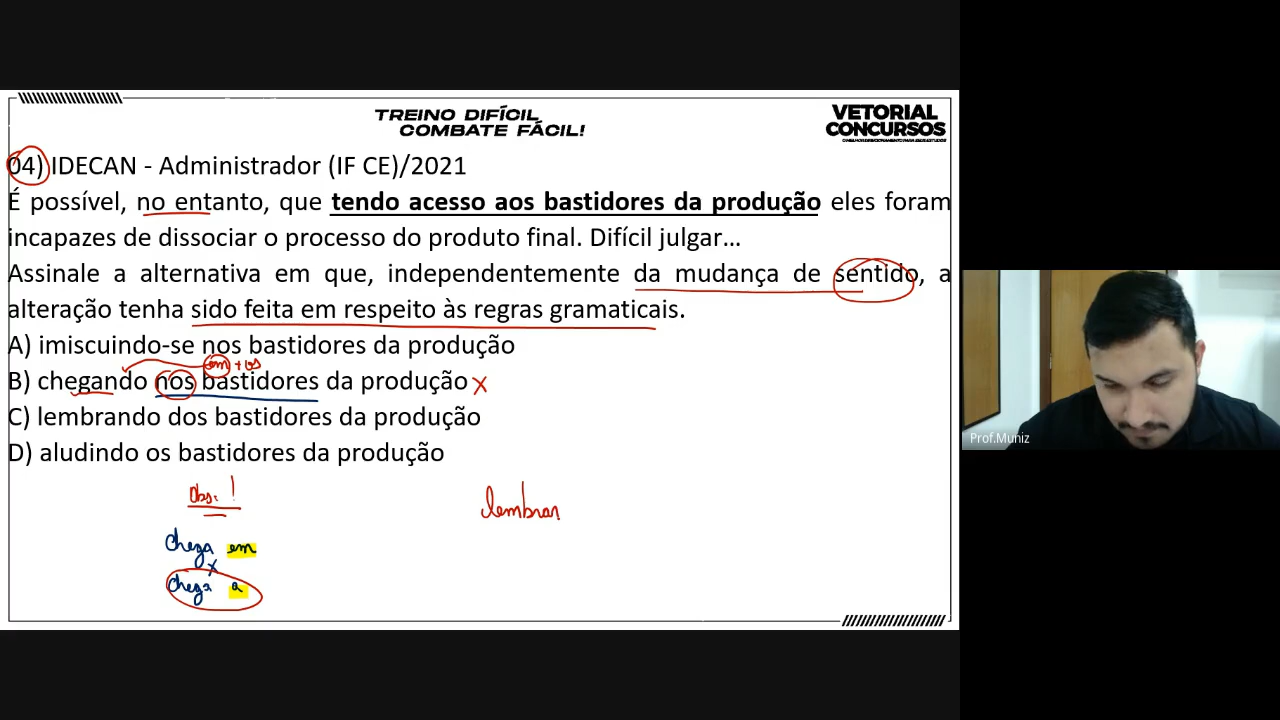 TREINO DIFÍCIL
COMBATE FÁCIL!
VETORIAL
CONCURSOS
04) IDECAN - Administrador (IF CE)/2021
É possível, no entanto, que tendo acesso aos bastidores da produção eles foram
incapazes de dissociar o processo do produto final. Difícil julgar...
Assinale a alternativa em que, independentemente da mudança de sentido, a
alteração tenha sido feita em respeito às regras gramaticais.
A) imiscuindo-se nos bastidores da produção
em + os
B) chegando nos bastidores da produção x
C) lembrando dos bastidores da produção
D) aludindo os bastidores da produção
Obs: !
lembrar
chega em
x
chega a
Prof.Muniz